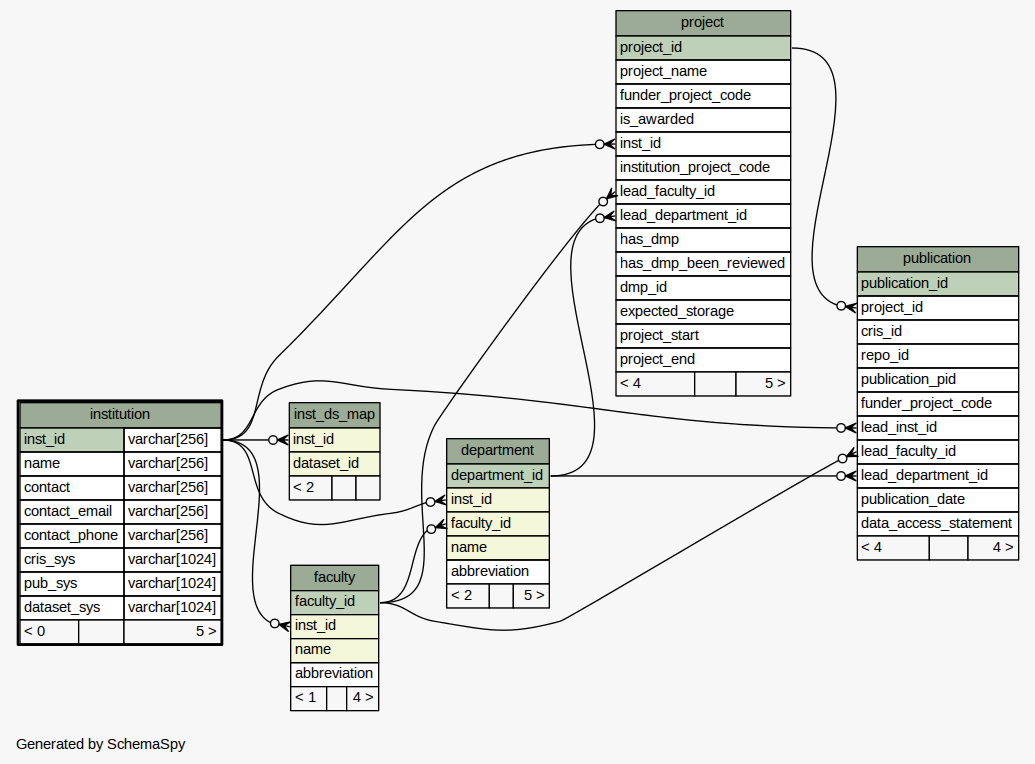 project
project_id
project_name
funder_project_code
is_awarded
inst_id
institution_project_code
lead_faculty_id
lead_department_id
has_dmp
has_dmp_been_reviewed
dmp_id
expected_storage
project_start
project_end
< 4 5 >
publication
publication_id
project_id
cris_id
repo_id
publication_pid
funder_project_code
lead_inst_id
lead_faculty_id
lead_department_id
publication_date
data_access_statement
< 4 4 >
institution
inst_id varchar[256]
name varchar[256]
contact varchar[256]
contact_email varchar[256]
contact_phone varchar[256]
cris_sys varchar[1024]
pub_sys varchar[1024]
dataset_sys varchar[1024]
< 0 5 >
inst_ds_map
inst_id
dataset_id
< 2
department
department_id
inst_id
faculty_id
name
abbreviation
< 2 5 >
faculty
faculty_id
inst_id
name
abbreviation
< 1 4 >
Generated by SchemaSpy